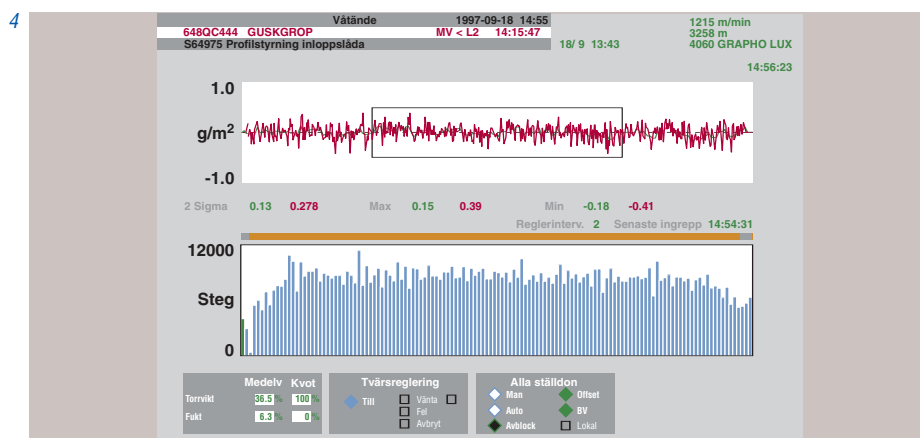 4
Våtände 1997-09-18 14:55
648QC444 GUSKGROP MV < L2 14:15:47
S64975 Profilstyrning inloppslåda
18/ 9 13:43
1215 m/min
3258 m
4060 GRAPHO LUX
14:56:23
1.0
g/m²
-1.0
2 Sigma 0.13 0.278 Max 0.15 0.39 Min -0.18 -0.41
Reglerinterv. 2 Senaste ingrepp 14:54:31
12000
Steg
0
Medelv Kvot
Torrvikt 36.5 % 100 %
Fukt 6.3 % 0 %
Tvärsreglering
Till Vänta
Fel
Avbryt
Alla ställdon
Man Offset
Auto BV
Avblock Lokal